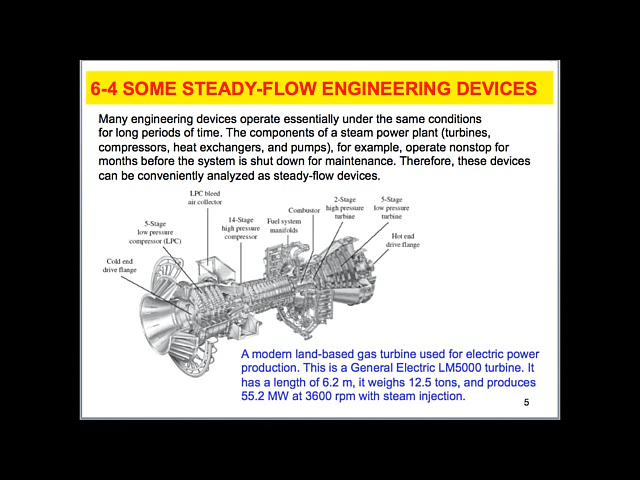 6-4 SOME STEADY-FLOW ENGINEERING DEVICES
Many engineering devices operate essentially under the same conditions
for long periods of time. The components of a steam power plant (turbines,
compressors, heat exchangers, and pumps), for example, operate nonstop for
months before the system is shut down for maintenance. Therefore, these devices
can be conveniently analyzed as steady-flow devices.
LPC bleed
air collector
5-Stage
low pressure
compressor (LPC)
14-Stage
high pressure
compressor
Fuel system
manifolds
Combustor
2-Stage
high pressure
turbine
5-Stage
low pressure
turbine
Hot end
drive flange
Cold end
drive flange
A modern land-based gas turbine used for electric power
production. This is a General Electric LM5000 turbine. It
has a length of 6.2 m, it weighs 12.5 tons, and produces
55.2 MW at 3600 rpm with steam injection.
5